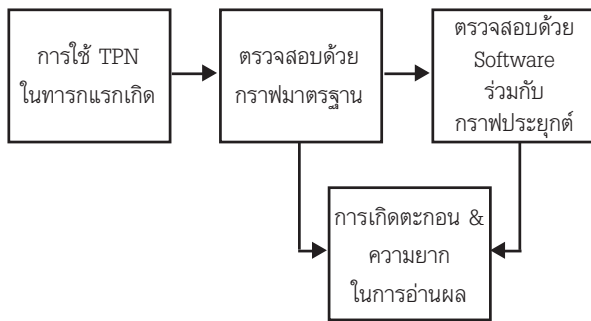 การใช้ TPN
ในทารกแรกเกิด
ตรวจสอบด้วย
กราฟมาตรฐาน
ตรวจสอบด้วย
Software
ร่วมกับ
กราฟประยุกต์
การเกิดตะกอน &
ความยาก
ในการอ่านผล